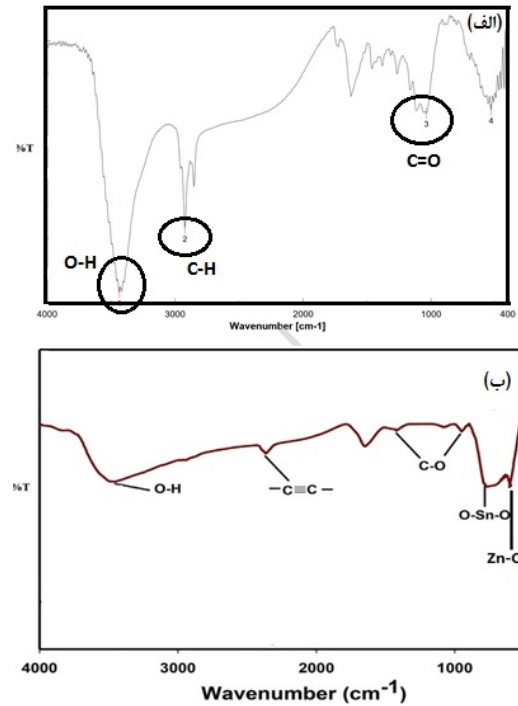 (الف)
C=O
%T
O-H
C-H
1
2
3
4
4000 3000 2000 1000 400
Wavenumber [cm-1]
(ب)
%T
O-H
—C≡C—
C-O
O-Sn-O
Zn-O
4000 3000 2000 1000
Wavenumber (cm⁻¹)